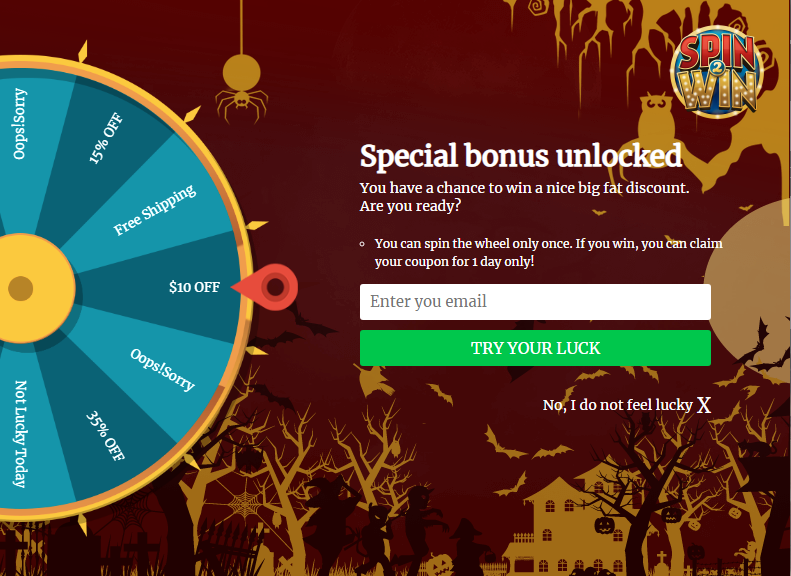 SPIN
2
WIN
Oops!Sorry
15% OFF
Free Shipping
$10 OFF
Oops!Sorry
35% OFF
Not Lucky Today
Special bonus unlocked
You have a chance to win a nice big fat discount.
Are you ready?
You can spin the wheel only once. If you win, you can claim
your coupon for 1 day only!
Enter you email
TRY YOUR LUCK
No, I do not feel lucky X